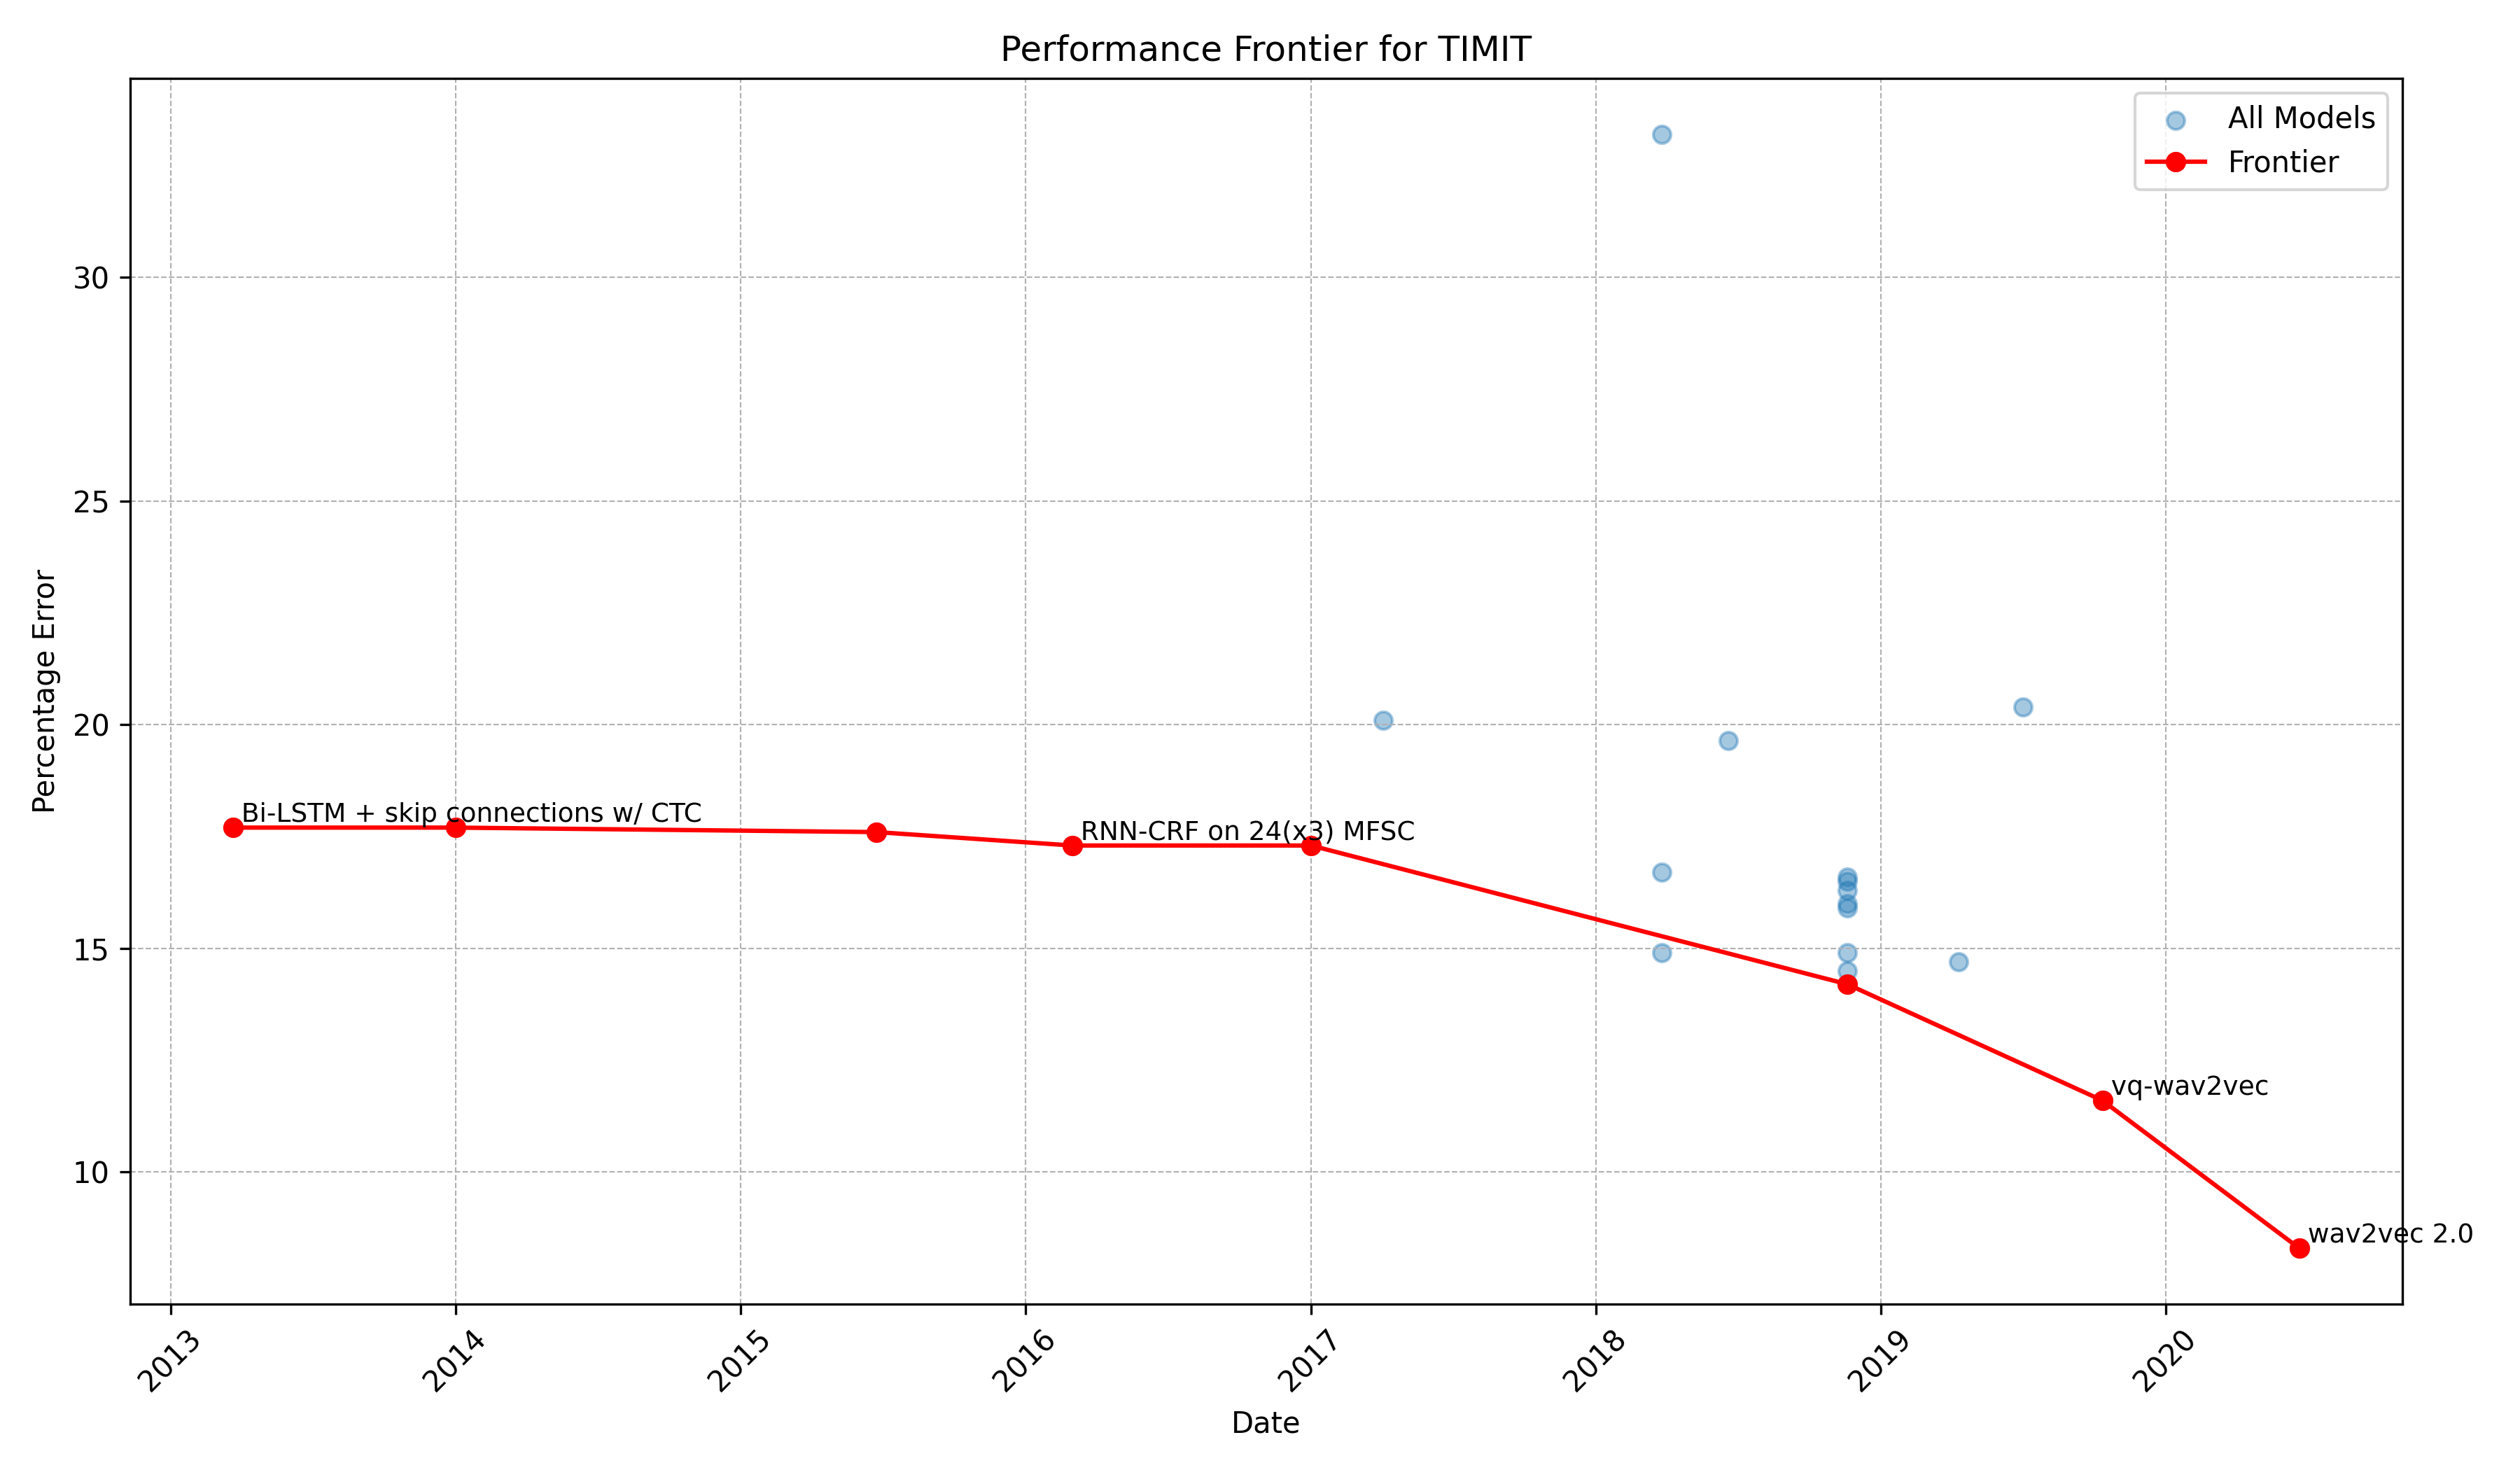 Performance Frontier for TIMIT
All Models
Frontier
30
25
20
15
10
Percentage Error
Bi-LSTM + skip connections w/ CTC
RNN-CRF on 24(x3) MFSC
vq-wav2vec
wav2vec 2.0
2013
2014
2015
2016
2017
2018
2019
2020
Date